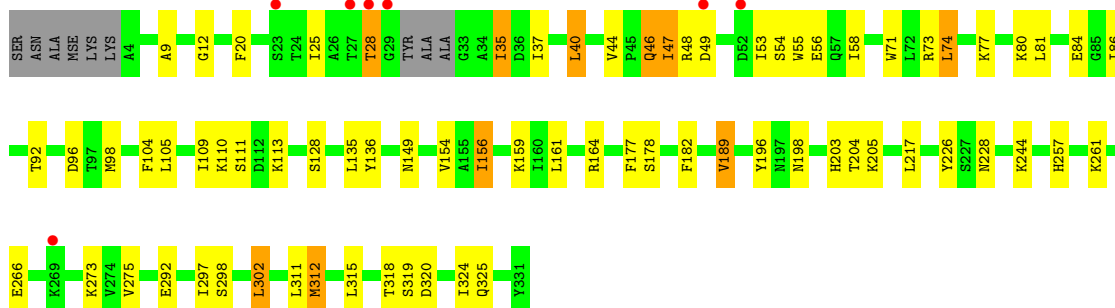 SER ASN ALA MSE LYS LYS A4 A9 G12 F20 S23 T24 I25 A26 T27 T28 G29 TYR ALA ALA G33 A34 I35 D36 I37 L40 V44 P45 Q46 I47 R48 D49 D52 I53 S54 W55 E56 Q57 I58 W71 L72 R73 L74 K77 K80 L81 E84 G85
T92 D96 T97 M98 F104 L105 I109 K110 S111 D112 K113 S128 L135 Y136 N149 V154 A155 I156 K159 I160 L161 R164 F177 S178 F182 V189 Y196 N197 N198 H203 T204 K205 L217 Y226 S227 N228 K244 H257 K261
E266 K269 K273 V274 V275 E292 I297 S298 L302 L311 M312 L315 T318 S319 D320 I324 Q325 Y331